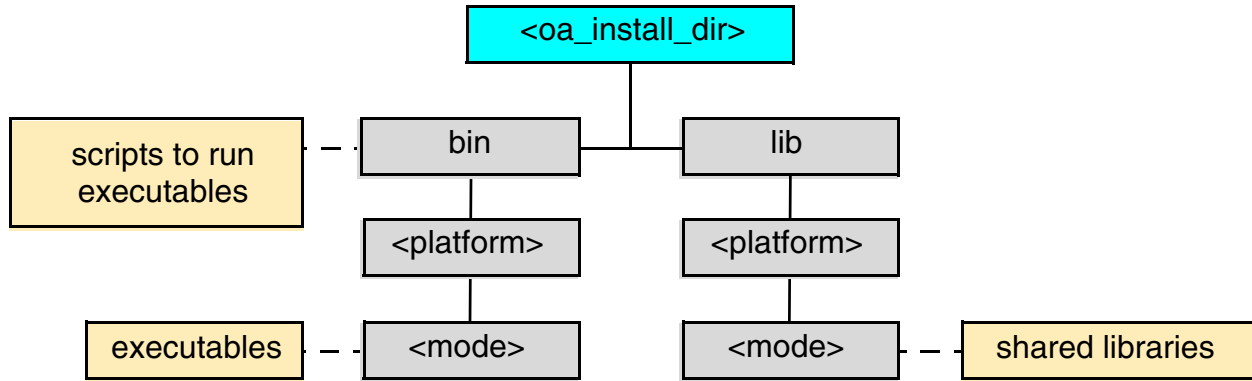 <oa_install_dir>
scripts to run
executables
bin
lib
<platform>
<platform>
executables
<mode>
<mode>
shared libraries